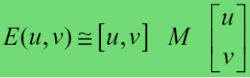 E(u,v) ≅ [u,v] M [u v]